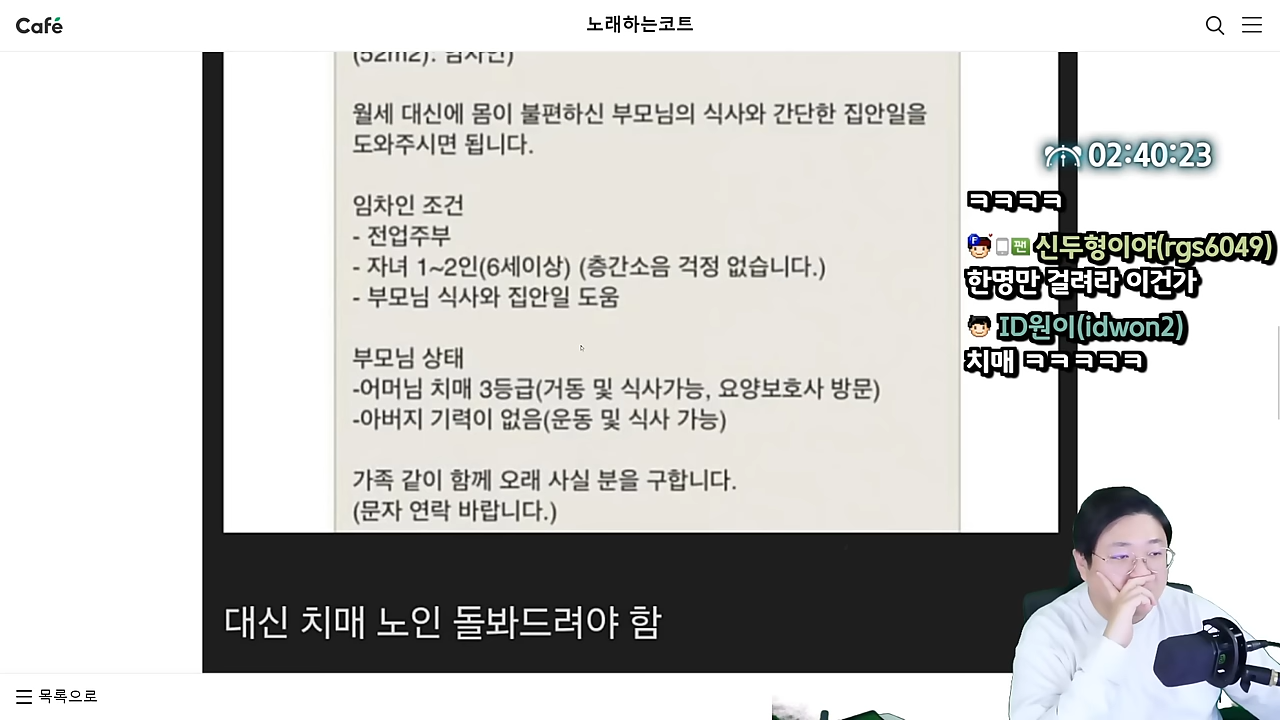 Café
노래하는코트
(52m2): 임차인)
월세 대신에 몸이 불편하신 부모님의 식사와 간단한 집안일을
도와주시면 됩니다.
임차인 조건
- 전업주부
- 자녀 1~2인(6세이상) (층간소음 걱정 없습니다.)
- 부모님 식사와 집안일 도움
부모님 상태
-어머님 치매 3등급(거동 및 식사가능, 요양보호사 방문)
-아버지 기력이 없음(운동 및 식사 가능)
가족 같이 함께 오래 사실 분을 구합니다.
(문자 연락 바랍니다.)
대신 치매 노인 돌봐드려야 함
목록으로
02:40:23
ㅋㅋㅋㅋ
F 팬 신두형이야(rgs6049)
한명만 걸려라 이건가
ID원이(idwon2)
치매 ㅋㅋㅋㅋㅋ